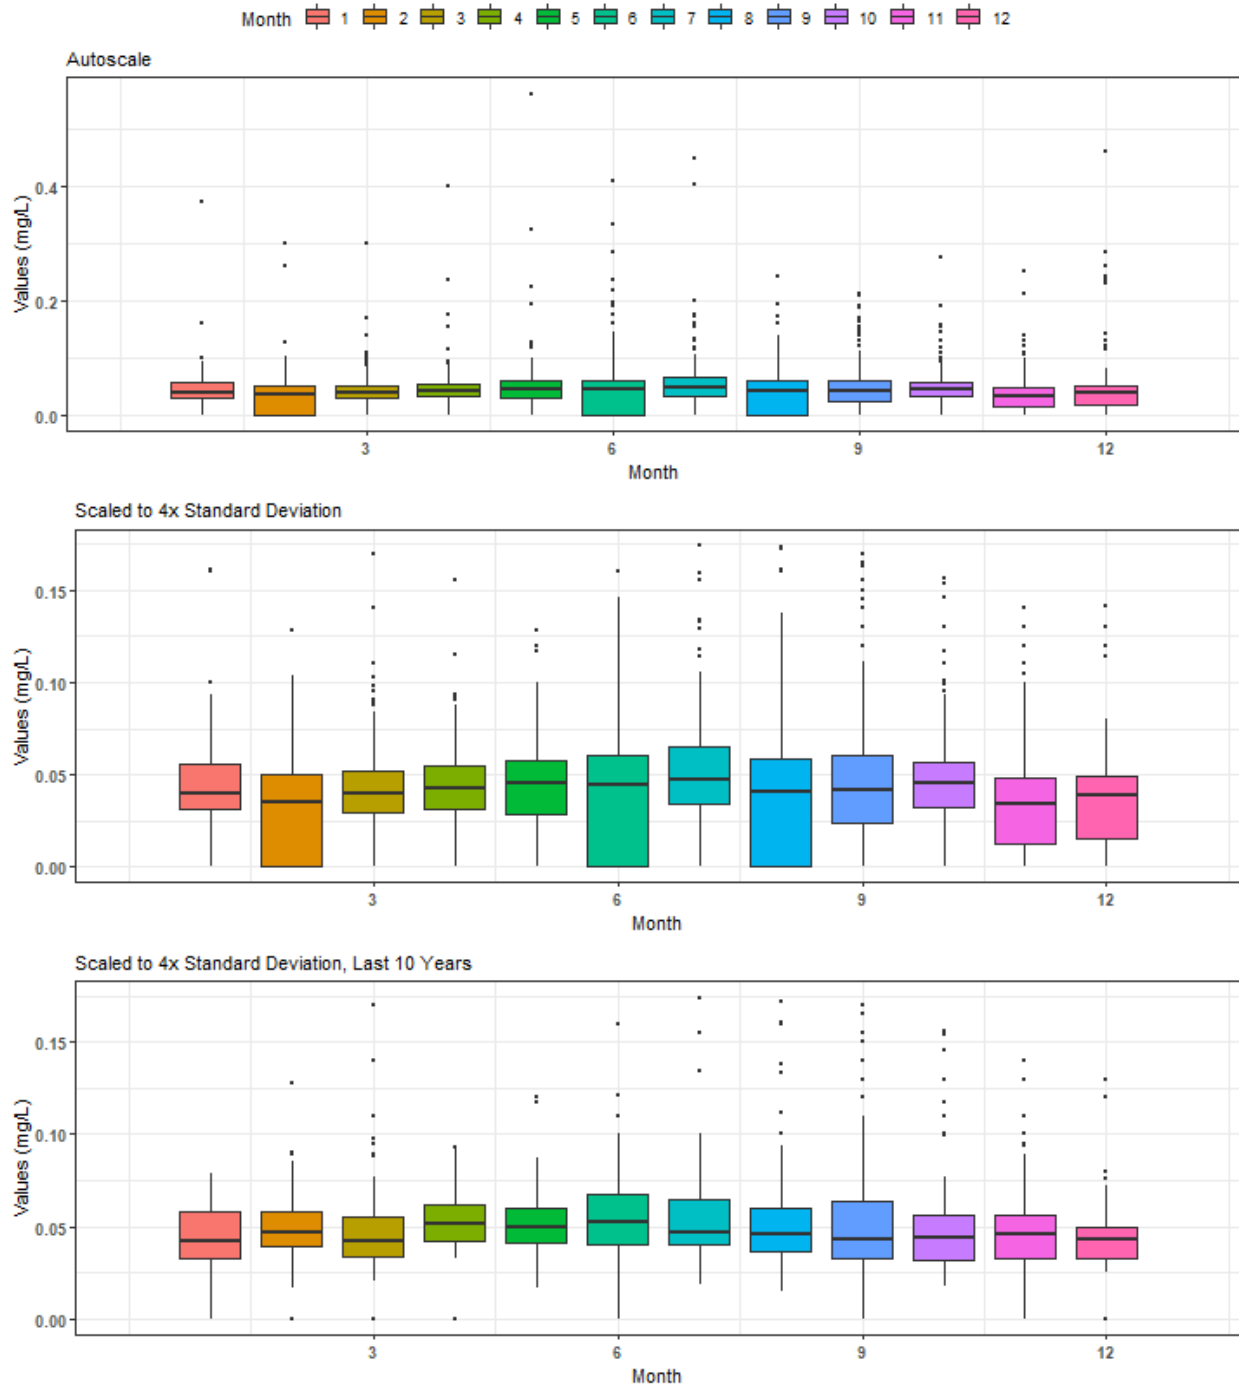 Month 1 2 3 4 5 6 7 8 9 10 11 12
Autoscale
Values (mg/L)
0.4
0.2
0.0
3 6 9 12
Month
Scaled to 4x Standard Deviation
Values (mg/L)
0.15
0.10
0.05
0.00
3 6 9 12
Month
Scaled to 4x Standard Deviation, Last 10 Years
Values (mg/L)
0.15
0.10
0.05
0.00
3 6 9 12
Month